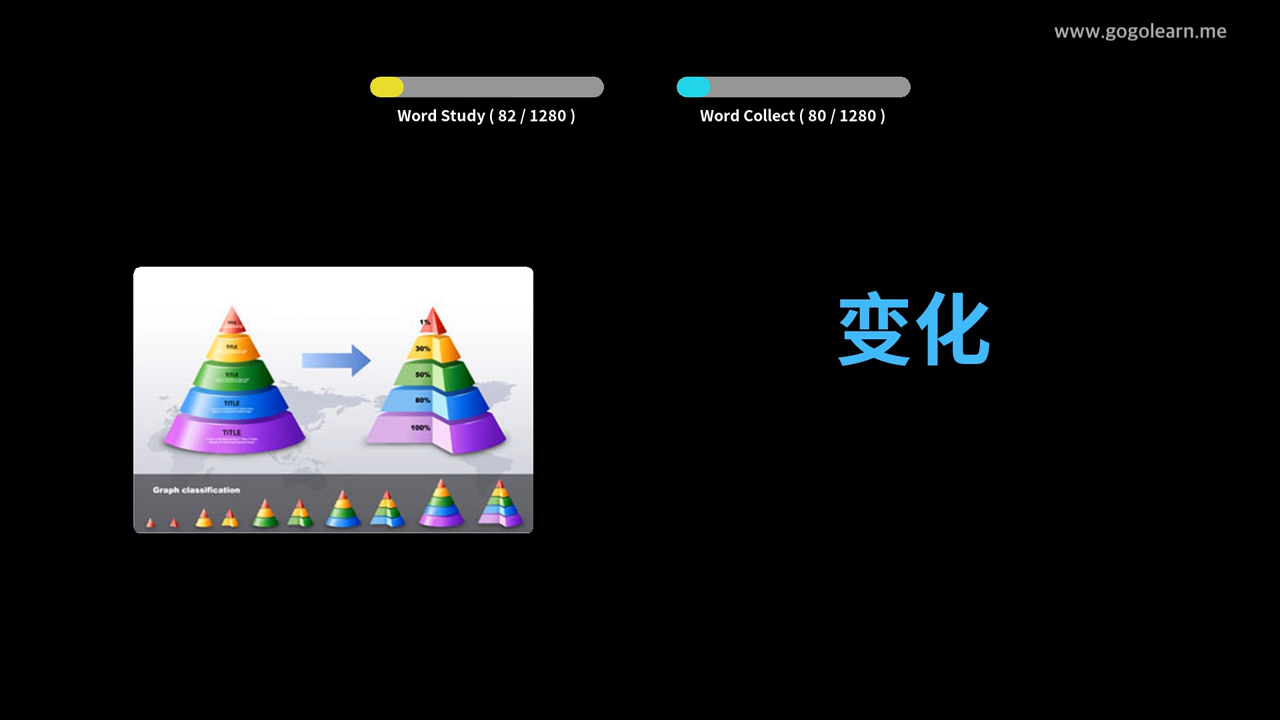 www.gogolearn.me
Word Study ( 82 / 1280 )
Word Collect ( 80 / 1280 )
变化
TITLE
TITLE
TITLE
TITLE
1%
30%
50%
80%
100%
Graph classification